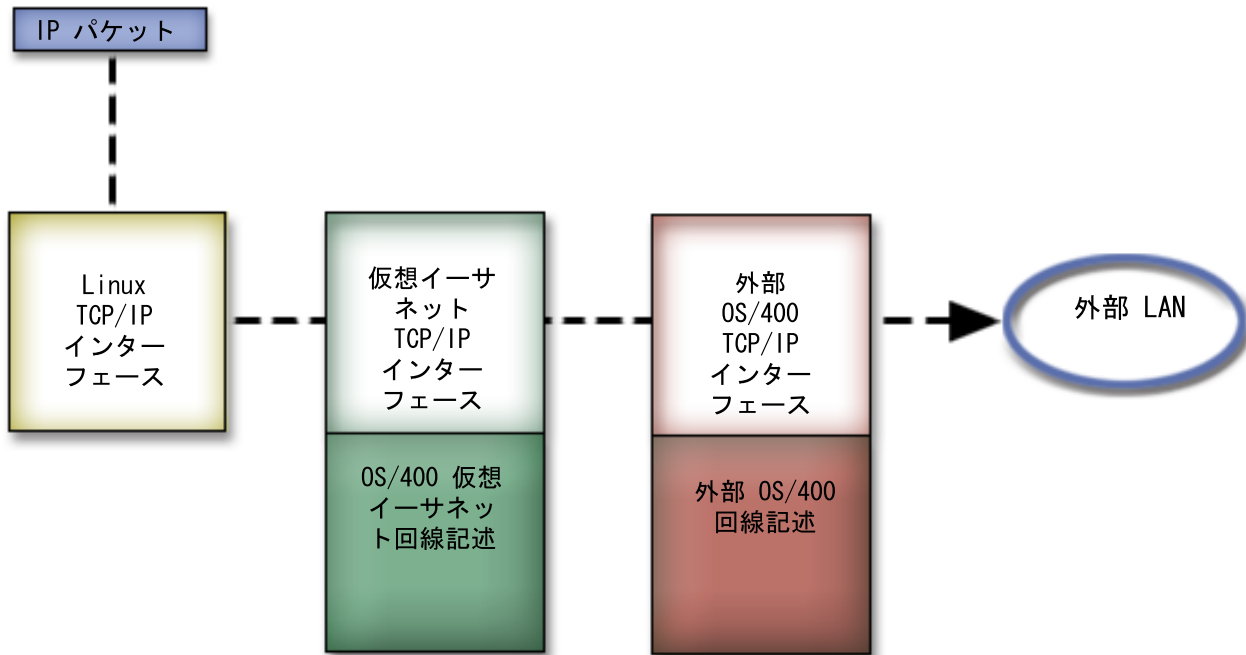 IP パケット
Linux
TCP/IP
インター
フェース
仮想イーサ
ネット
TCP/IP
インター
フェース
OS/400 仮想
イーサネッ
ト回線記述
外部
OS/400
TCP/IP
インター
フェース
外部 OS/400
回線記述
外部 LAN